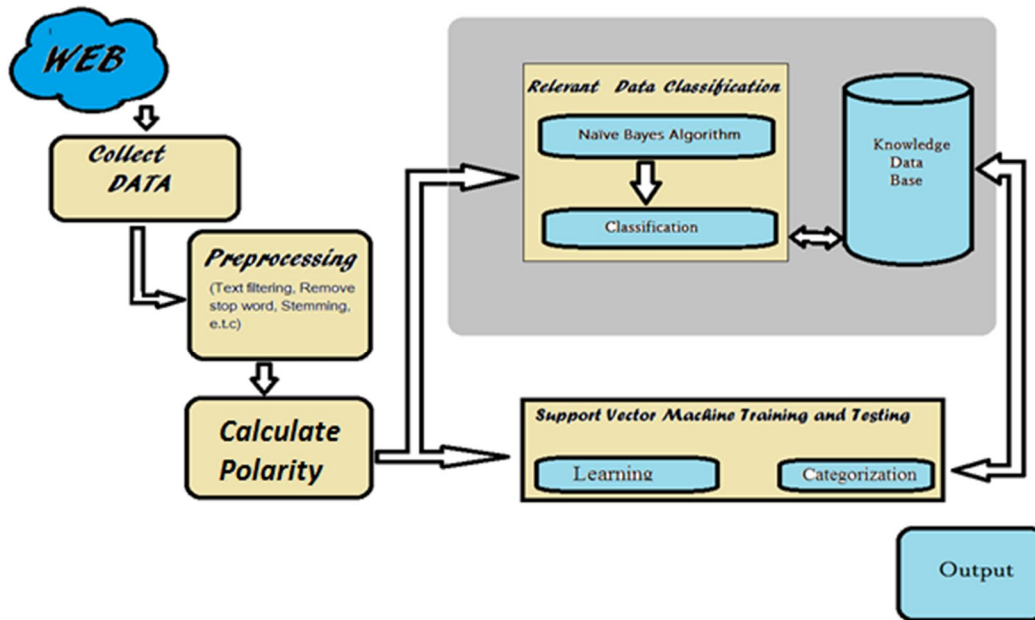 WEB
Collect
DATA
Preprocessing
(Text filtering, Remove
stop word, Stemming,
e.t.c)
Calculate
Polarity
Relevant Data Classification
Naïve Bayes Algorithm
Classification
Knowledge
Data
Base
Support Vector Machine Training and Testing
Learning
Categorization
Output